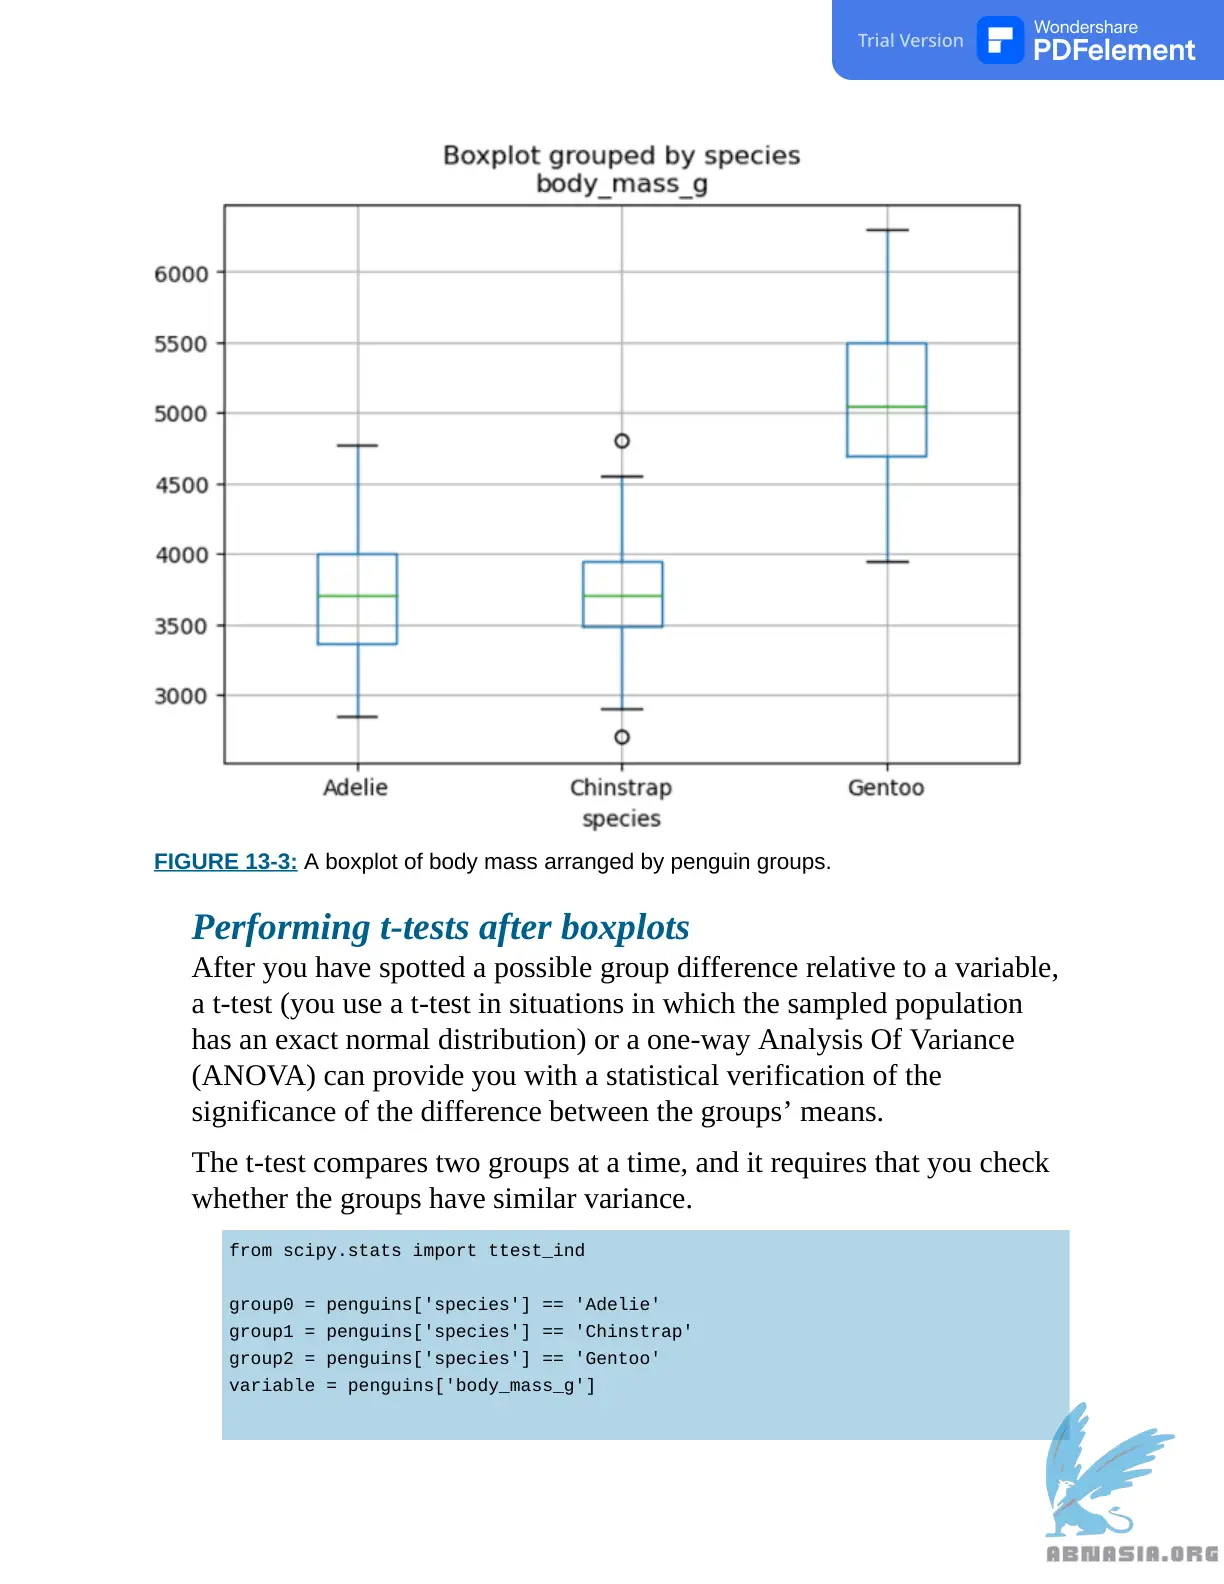 Trial Version
Wondershare
PDFelement
Boxplot grouped by species
body_mass_g
6000
5500
5000
4500
4000
3500
3000
Adelie
Chinstrap
Gentoo
species
FIGURE 13-3: A boxplot of body mass arranged by penguin groups.
Performing t-tests after boxplots
After you have spotted a possible group difference relative to a variable,
a t-test (you use a t-test in situations in which the sampled population
has an exact normal distribution) or a one-way Analysis Of Variance
(ANOVA) can provide you with a statistical verification of the
significance of the difference between the groups’ means.
The t-test compares two groups at a time, and it requires that you check
whether the groups have similar variance.
from scipy.stats import ttest_ind
group0 = penguins['species'] == 'Adelie'
group1 = penguins['species'] == 'Chinstrap'
group2 = penguins['species'] == 'Gentoo'
variable = penguins['body_mass_g']
ABNASIA.ORG